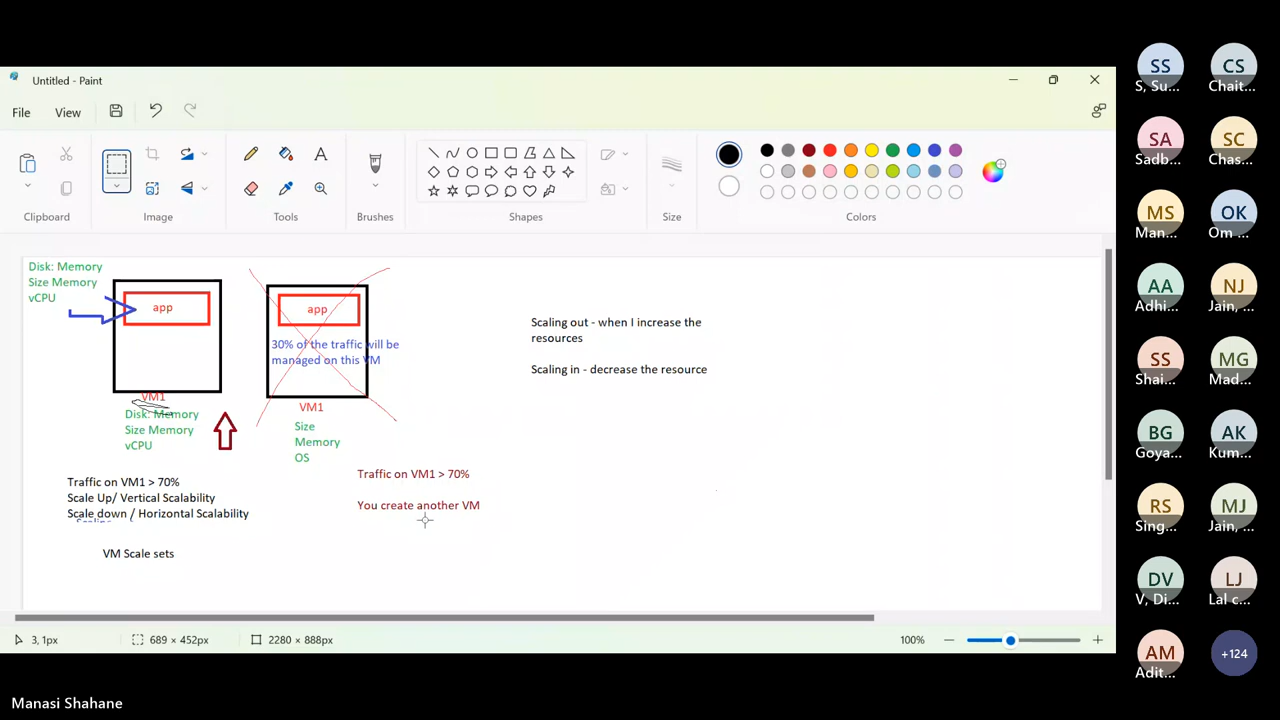 Untitled - Paint
File
View
Clipboard
Image
Tools
Brushes
Shapes
Size
Colors
Disk: Memory
Size Memory
vCPU
app
VM1
Disk: Memory
Size Memory
vCPU
app
30% of the traffic will be
managed on this VM
VM1
Size
Memory
OS
Scaling out - when I increase the
resources
Scaling in - decrease the resource
Traffic on VM1 > 70%
Scale Up/ Vertical Scalability
Scale down / Horizontal Scalability
VM Scale sets
Traffic on VM1 > 70%
You create another VM
3, 1px
689 × 452px
2280 × 888px
100%
SS
S, Su...
CS
Chait...
SA
Sadb...
SC
Chas...
MS
Man...
OK
Om ...
AA
Adhi...
NJ
Jain, ...
SS
Shai...
MG
Mad...
BG
Goya...
AK
Kum...
RS
Sing...
MJ
Jain, ...
DV
V, Di...
LJ
Lal c...
AM
Adit...
+124
Manasi Shahane